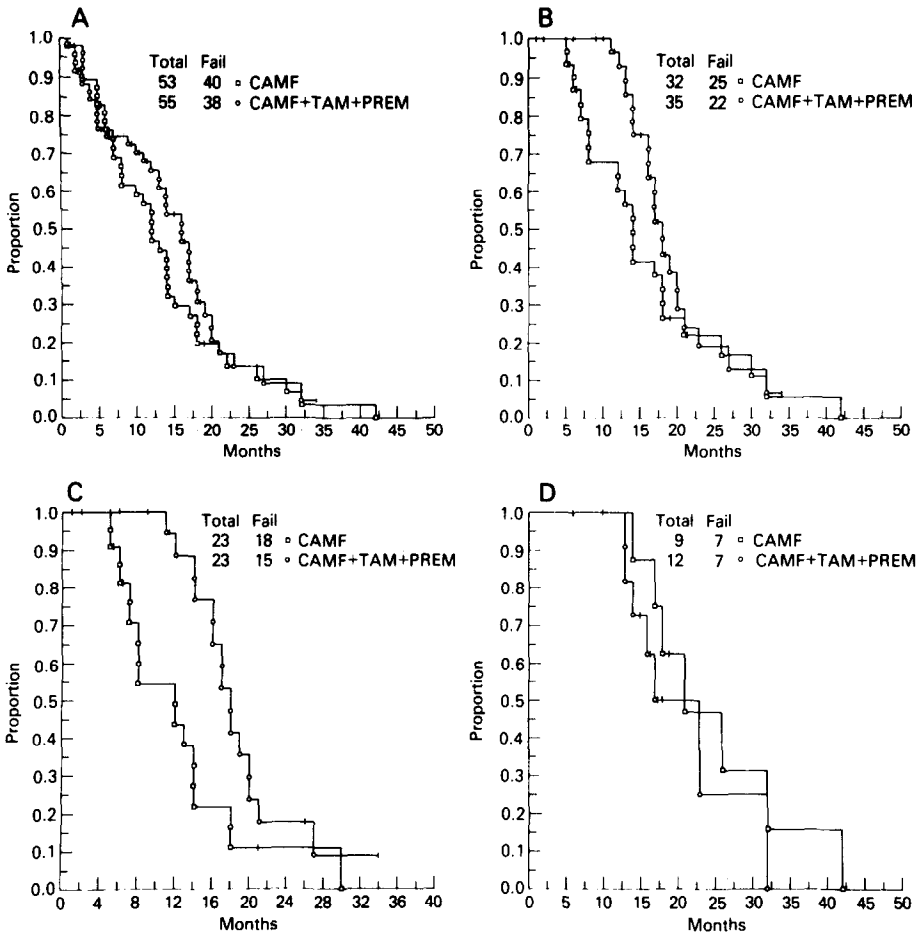 A
Total Fail
53 40 CAMF
55 38 CAMF+TAM+PREM
1.0
0.9
0.8
0.7
0.6
0.5
0.4
0.3
0.2
0.1
0.0
Proportion
0 5 10 15 20 25 30 35 40 45 50
Months
B
Total Fail
32 25 CAMF
35 22 CAMF+TAM+PREM
1.0
0.9
0.8
0.7
0.6
0.5
0.4
0.3
0.2
0.1
0.0
Proportion
0 5 10 15 20 25 30 35 40 45 50
Months
C
Total Fail
23 18 CAMF
23 15 CAMF+TAM+PREM
1.0
0.9
0.8
0.7
0.6
0.5
0.4
0.3
0.2
0.1
0.0
Proportion
0 4 8 12 16 20 24 28 32 36 40
Months
D
Total Fail
9 7 CAMF
12 7 CAMF+TAM+PREM
1.0
0.9
0.8
0.7
0.6
0.5
0.4
0.3
0.2
0.1
0.0
Proportion
0 5 10 15 20 25 30 35 40 45 50
Months